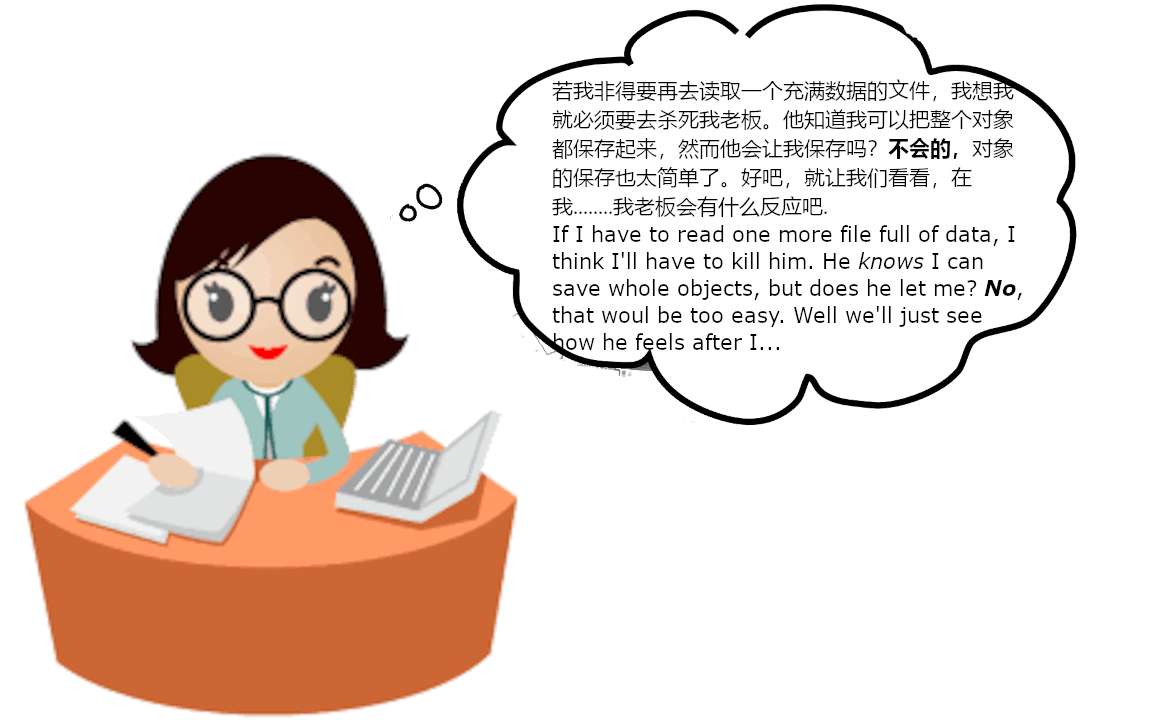 若我非得要再去读取一个充满数据的文件，我想我
就必须要去杀死我老板。他知道我可以把整个对象
都保存起来，然而他会让我保存吗？不会的，对象
的保存也太简单了。好吧，就让我们看看，在
我........我老板会有什么反应吧.
If I have to read one more file full of data, I
think I'll have to kill him. He knows I can
save whole objects, but does he let me? No,
that woul be too easy. Well we'll just see
how he feels after I...